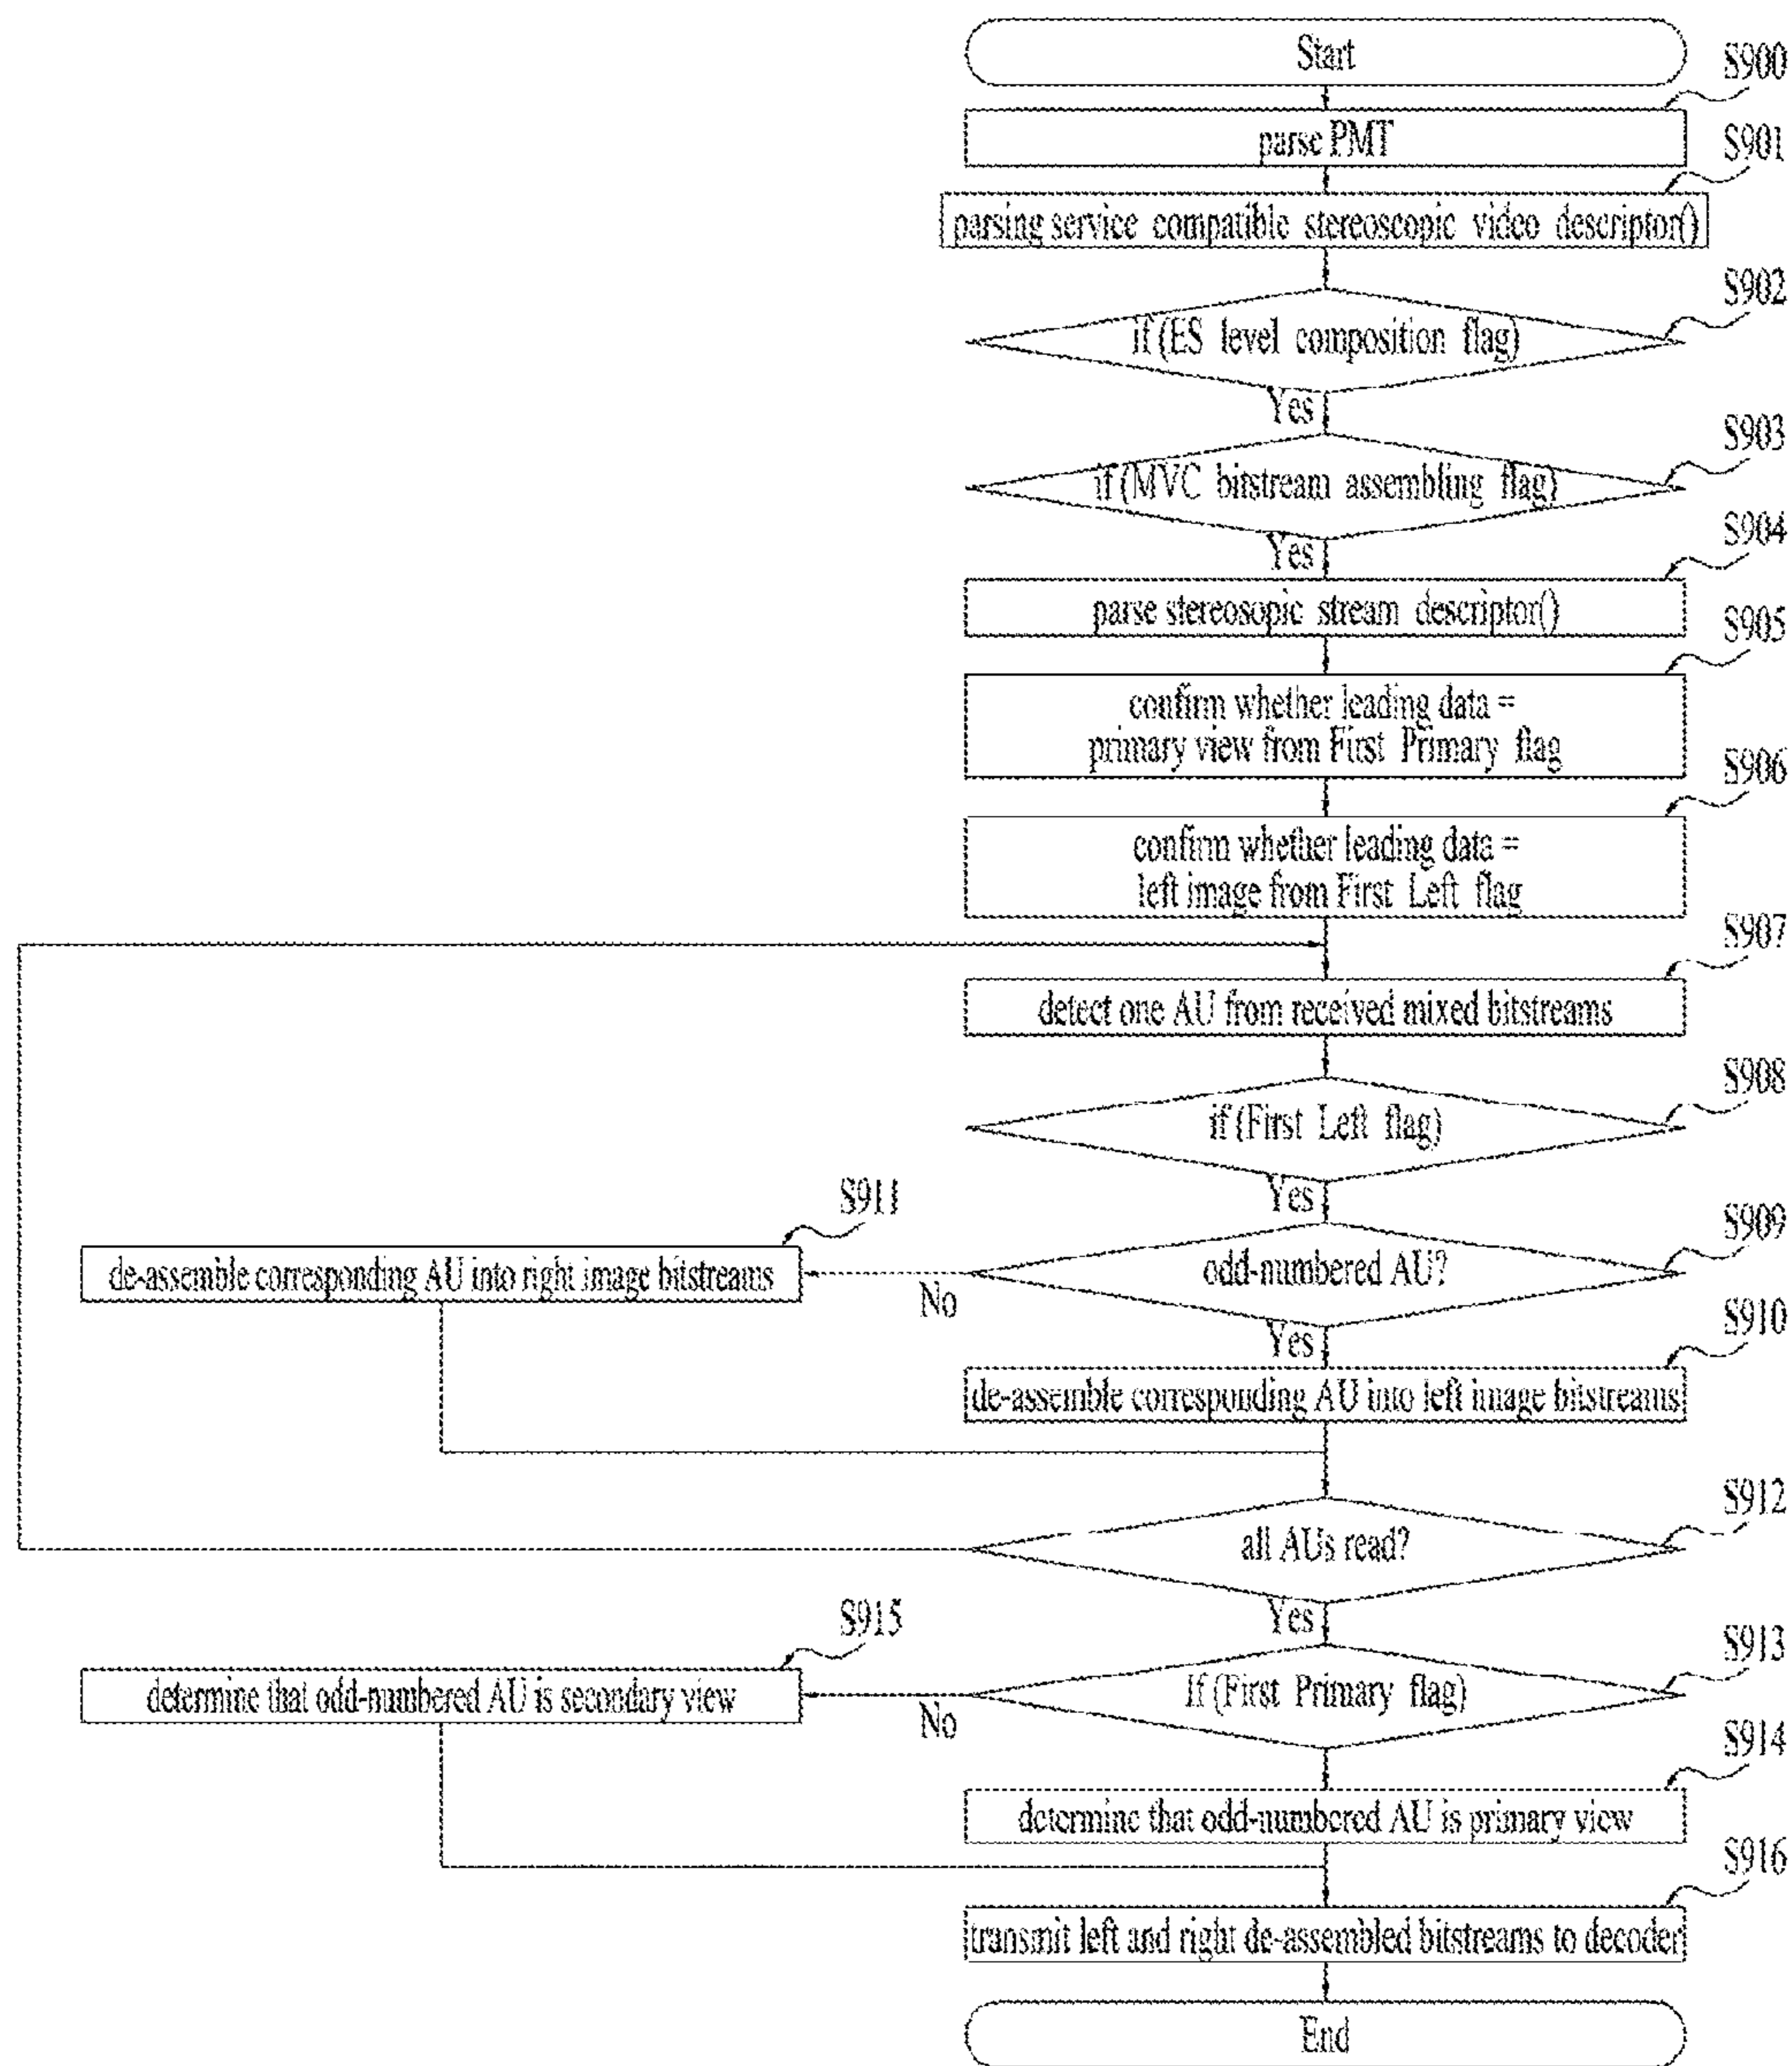 Start
S900
parse PMT
S901
parsing service compatible stereoscopic video descriptor()
S902
if (ES level composition flag)
Yes
S903
if (MVC bitstream assembling flag)
Yes
S904
parse stereosopic stream descriptor()
S905
confirm whether leading data =
primary view from First Primary flag
S906
confirm whether leading data =
left image from First Left flag
S907
detect one AU from received mixed bitstreams
S908
if (First Left flag)
Yes
S911
S909
de-assemble corresponding AU into right image bitstreams
No
odd-numbered AU?
Yes
S910
de-assemble corresponding AU into left image bitstreams
S912
all AUs read?
Yes
S915
S913
determine that odd-numbered AU is secondary view
No
If (First Primary flag)
S914
determine that odd-numbered AU is primary view
S916
transmit left and right de-assembled bitstreams to decoder
End